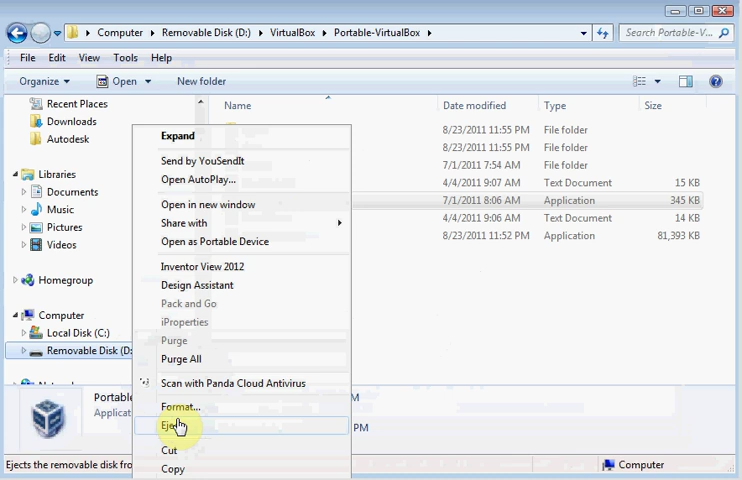 Computer ▸ Removable Disk (D:) ▸ VirtualBox ▸ Portable-VirtualBox ▸
Search Portable-V...
File Edit View Tools Help
Organize Open New folder
Recent Places
Downloads
Autodesk
Libraries
Documents
Music
Pictures
Videos
Homegroup
Computer
Local Disk (C:)
Removable Disk (D:
Name Date modified Type Size
8/23/2011 11:55 PM File folder
8/23/2011 11:55 PM File folder
7/1/2011 7:54 AM File folder
4/4/2011 9:07 AM Text Document 15 KB
7/1/2011 8:06 AM Application 345 KB
4/4/2011 9:06 AM Text Document 14 KB
8/23/2011 11:52 PM Application 81,393 KB
Expand
Send by YouSendIt
Open AutoPlay...
Open in new window
Share with
Open as Portable Device
Inventor View 2012
Design Assistant
Pack and Go
iProperties
Purge
Purge All
Scan with Panda Cloud Antivirus
Format...
Eject
Cut
Copy
Portable
Applicat
M
PM
Ejects the removable disk from
Computer